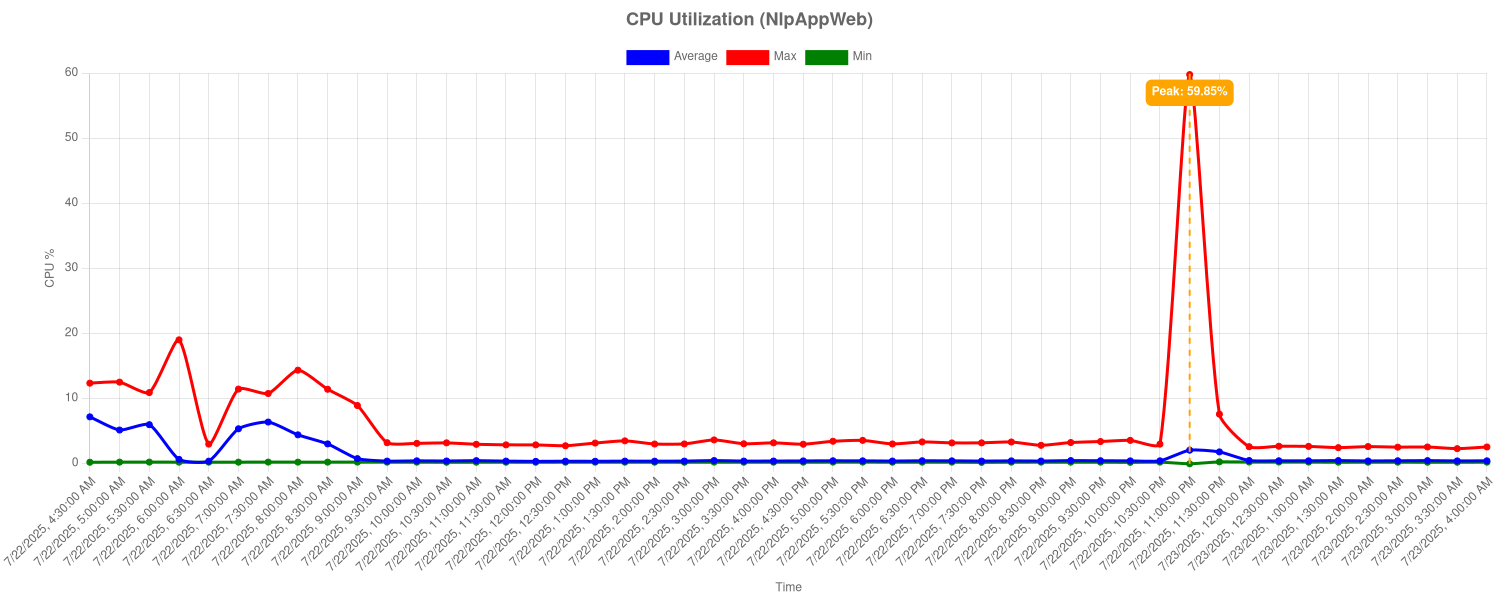 CPU Utilization (NlpAppWeb)
Average Max Min
60
Peak: 59.85%
50
40
30
20
10
0
CPU %
7/22/2025, 4:30:00 AM
7/22/2025, 5:00:00 AM
7/22/2025, 5:30:00 AM
7/22/2025, 6:00:00 AM
7/22/2025, 6:30:00 AM
7/22/2025, 7:00:00 AM
7/22/2025, 7:30:00 AM
7/22/2025, 8:00:00 AM
7/22/2025, 8:30:00 AM
7/22/2025, 9:00:00 AM
7/22/2025, 9:30:00 AM
7/22/2025, 10:00:00 AM
7/22/2025, 10:30:00 AM
7/22/2025, 11:00:00 AM
7/22/2025, 11:30:00 AM
7/22/2025, 12:00:00 PM
7/22/2025, 12:30:00 PM
7/22/2025, 1:00:00 PM
7/22/2025, 1:30:00 PM
7/22/2025, 2:00:00 PM
7/22/2025, 2:30:00 PM
7/22/2025, 3:00:00 PM
7/22/2025, 3:30:00 PM
7/22/2025, 4:00:00 PM
7/22/2025, 4:30:00 PM
7/22/2025, 5:00:00 PM
7/22/2025, 5:30:00 PM
7/22/2025, 6:00:00 PM
7/22/2025, 6:30:00 PM
7/22/2025, 7:00:00 PM
7/22/2025, 7:30:00 PM
7/22/2025, 8:00:00 PM
7/22/2025, 8:30:00 PM
7/22/2025, 9:00:00 PM
7/22/2025, 9:30:00 PM
7/22/2025, 10:00:00 PM
7/22/2025, 10:30:00 PM
7/22/2025, 11:00:00 PM
7/22/2025, 11:30:00 PM
7/23/2025, 12:00:00 AM
7/23/2025, 12:30:00 AM
7/23/2025, 1:00:00 AM
7/23/2025, 1:30:00 AM
7/23/2025, 2:00:00 AM
7/23/2025, 2:30:00 AM
7/23/2025, 3:00:00 AM
7/23/2025, 3:30:00 AM
7/23/2025, 4:00:00 AM
Time